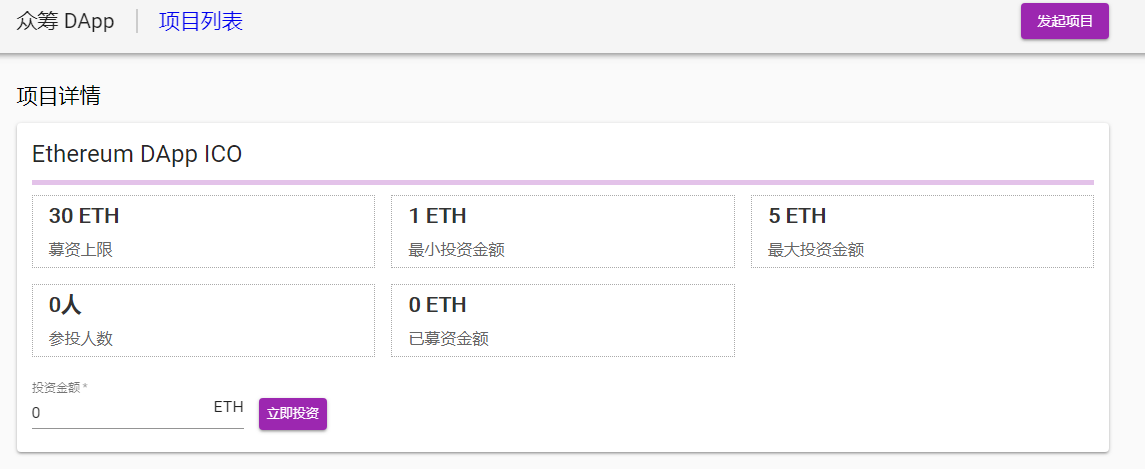 众筹 DApp 项目列表 发起项目
项目详情
Ethereum DApp ICO
30 ETH 1 ETH 5 ETH
募资上限 最小投资金额 最大投资金额
0人 0 ETH
参投人数 已募资金额
投资金额 *
0 ETH 立即投资